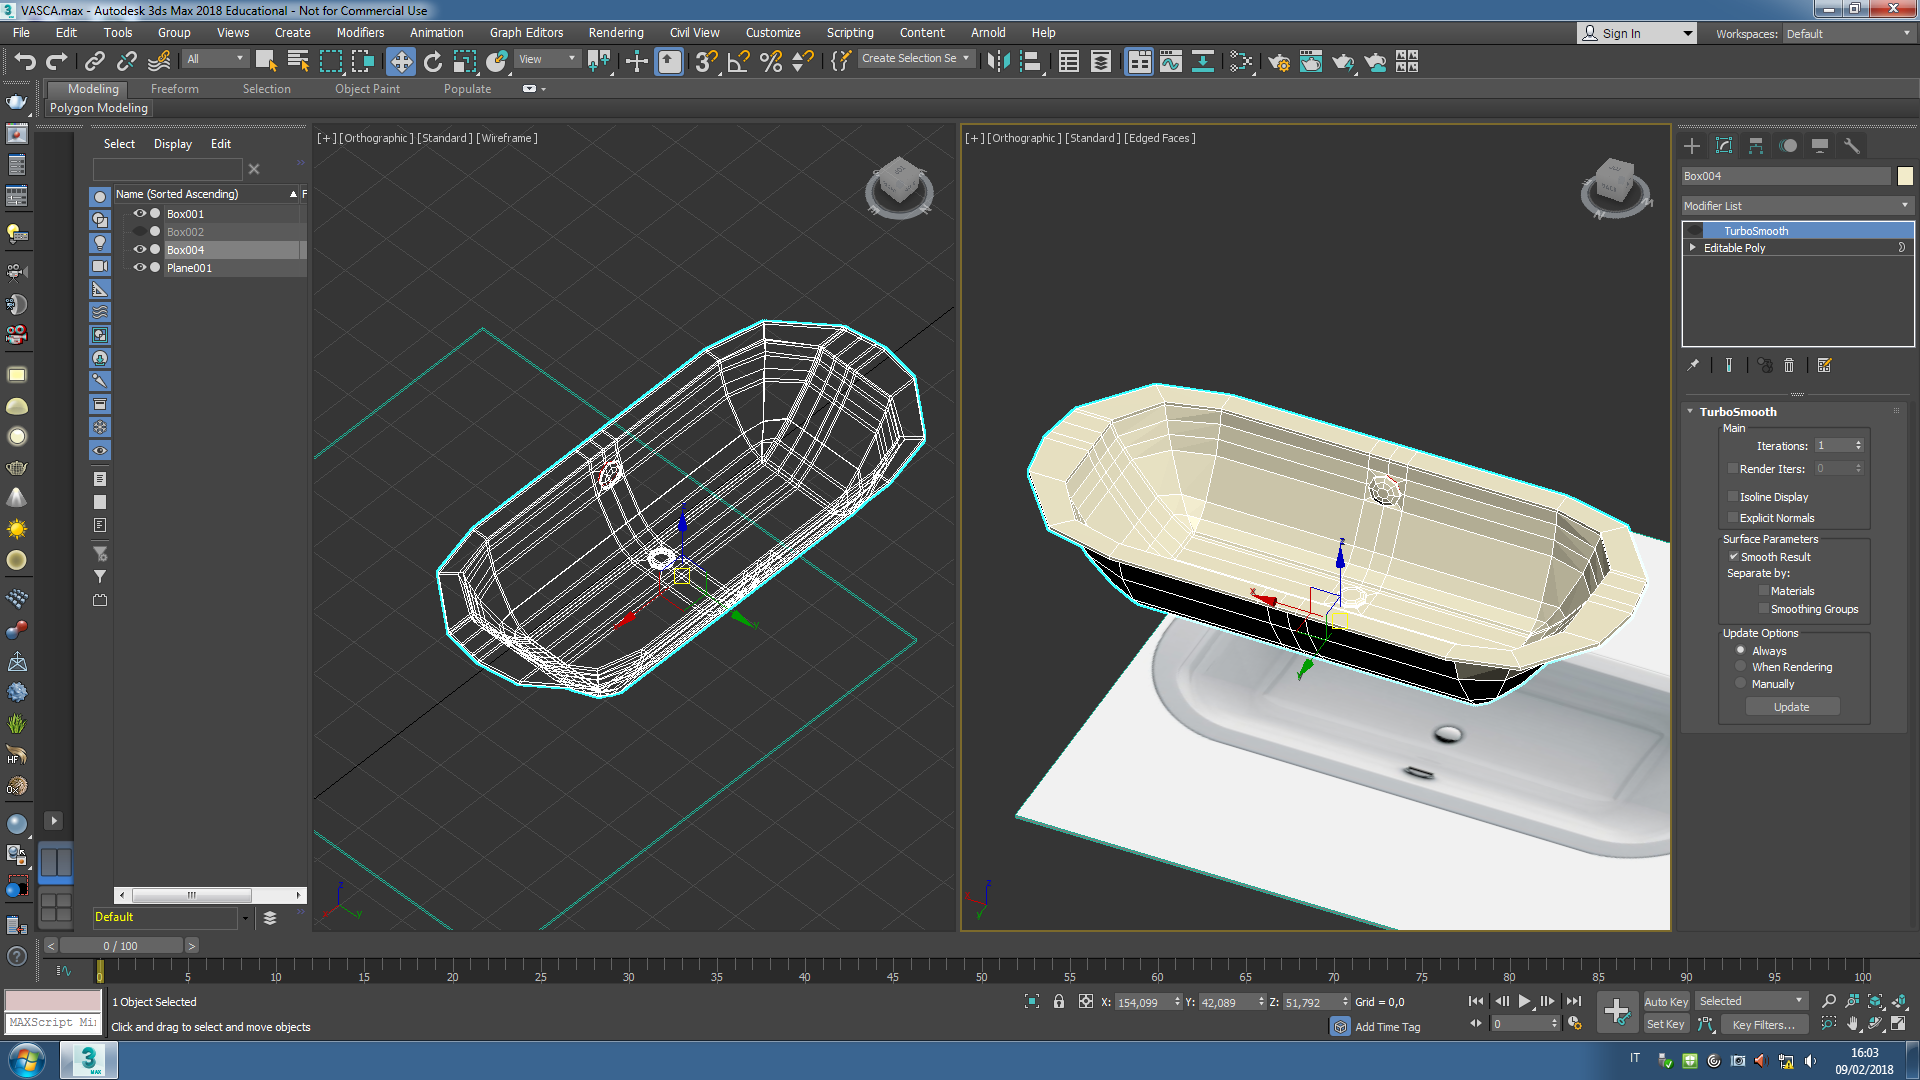 VASCA.max - Autodesk 3ds Max 2018 Educational - Not for Commercial Use
File Edit Tools Group Views Create Modifiers Animation Graph Editors Rendering Civil View Customize Scripting Content Arnold Help
Sign In
Workspaces: Default
All
View
Create Selection Se
Modeling Freeform Selection Object Paint Populate
Polygon Modeling
Select Display Edit
Name (Sorted Ascending)
F
Box001
Box002
Box004
Plane001
Default
[+] [Orthographic] [Standard] [Wireframe]
[+] [Orthographic] [Standard] [Edged Faces]
Box004
Modifier List
TurboSmooth
Editable Poly
TurboSmooth
Main
Iterations: 1
Render Iters: 0
Isoline Display
Explicit Normals
Surface Parameters
Smooth Result
Separate by:
Materials
Smoothing Groups
Update Options
Always
When Rendering
Manually
Update
0 / 100
0 5 10 15 20 25 30 35 40 45 50 55 60 65 70 75 80 85 90 95 100
1 Object Selected
X: 154,099 Y: 42,089 Z: 51,792 Grid = 0,0
Auto Key Selected
MAXScript Mi
Click and drag to select and move objects
Add Time Tag
0
Set Key Key Filters...
IT
16:03
09/02/2018